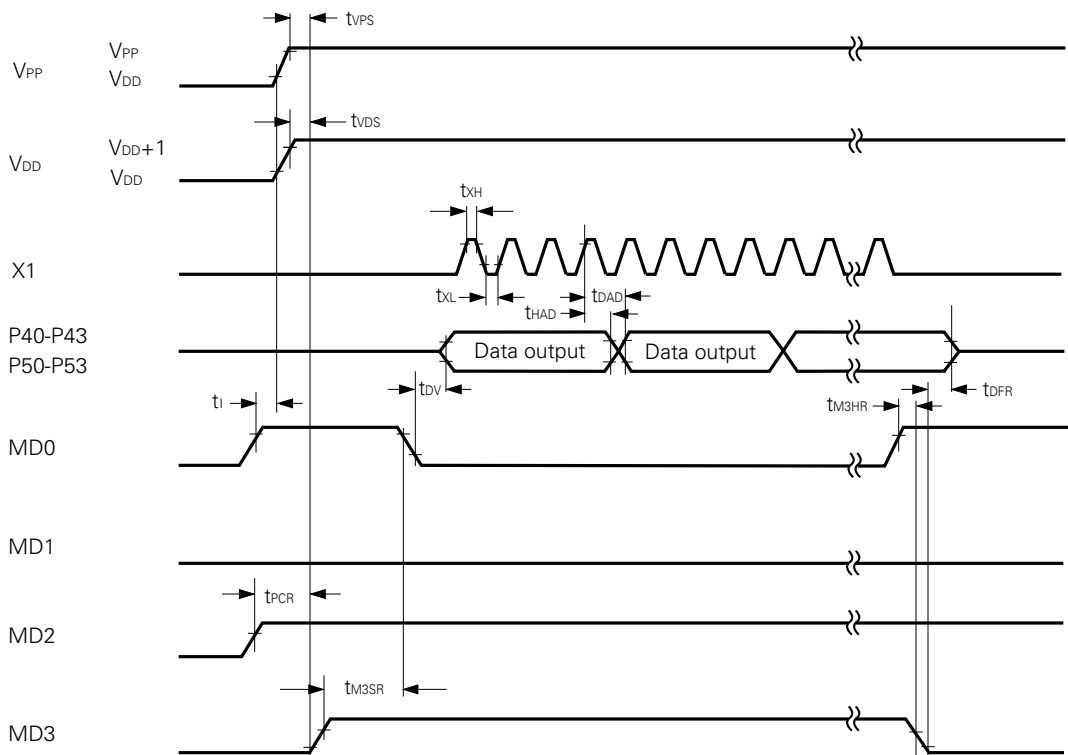 tVPS
VPP
VPP
VDD
tVDS
VDD
VDD+1
VDD
tXH
X1
tXL
tDAD
tHAD
P40-P43
P50-P53
Data output
Data output
tI
tDV
tM3HR
tDFR
MD0
MD1
tPCR
MD2
tM3SR
MD3